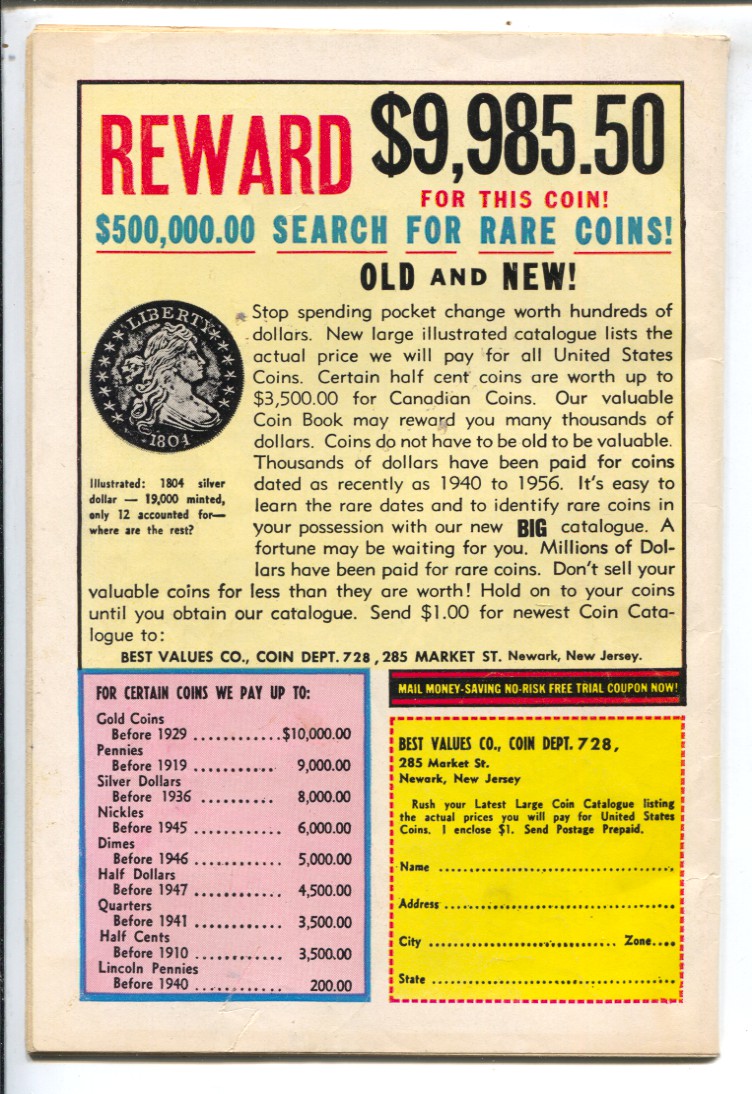 REWARD $9,985.50
FOR THIS COIN!
$500,000.00 SEARCH FOR RARE COINS!
OLD AND NEW!
LIBERTY
1804
Illustrated: 1804 silver
dollar — 19,000 minted,
only 12 accounted for—
where are the rest?
Stop spending pocket change worth hundreds of
dollars. New large illustrated catalogue lists the
actual price we will pay for all United States
Coins. Certain half cent coins are worth up to
$3,500.00 for Canadian Coins. Our valuable
Coin Book may reward you many thousands of
dollars. Coins do not have to be old to be valuable.
Thousands of dollars have been paid for coins
dated as recently as 1940 to 1956. It's easy to
learn the rare dates and to identify rare coins in
your possession with our new BIG catalogue. A
fortune may be waiting for you. Millions of Dol-
lars have been paid for rare coins. Don't sell your
valuable coins for less than they are worth! Hold on to your coins
until you obtain our catalogue. Send $1.00 for newest Coin Cata-
logue to:
BEST VALUES CO., COIN DEPT. 728, 285 MARKET ST. Newark, New Jersey.
FOR CERTAIN COINS WE PAY UP TO:
Gold Coins
Before 1929 ............$10,000.00
Pennies
Before 1919 ........... 9,000.00
Silver Dollars
Before 1936 .......... 8,000.00
Nickles
Before 1945 ............ 6,000.00
Dimes
Before 1946 ............ 5,000.00
Half Dollars
Before 1947 ............ 4,500.00
Quarters
Before 1941 ............ 3,500.00
Half Cents
Before 1910 ............ 3,500.00
Lincoln Pennies
Before 1940 ............ 200.00
MAIL MONEY-SAVING NO-RISK FREE TRIAL COUPON NOW!
BEST VALUES CO., COIN DEPT. 728,
285 Market St.
Newark, New Jersey
Rush your Latest Large Coin Catalogue listing
the actual prices you will pay for United States
Coins. I enclose $1. Send Postage Prepaid.
Name ........................................
Address .......................................
City ................................ Zone....
State ..........................................